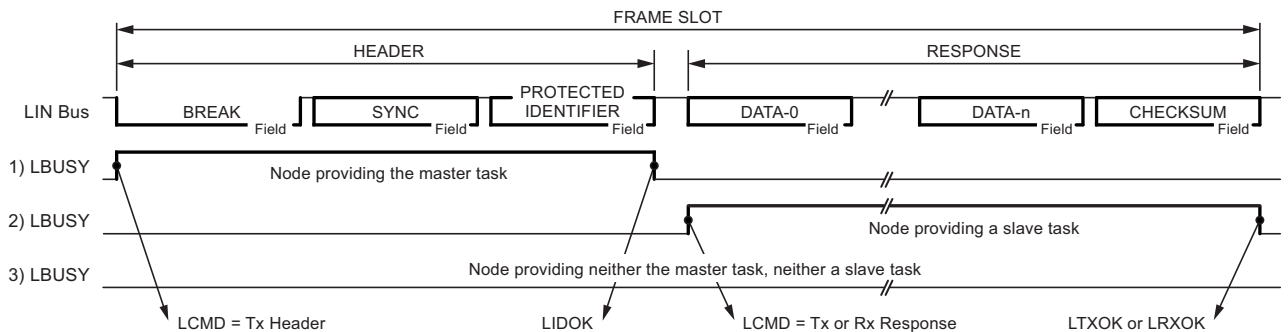 FRAME SLOT
HEADER
RESPONSE
LIN Bus
BREAK
Field
SYNC
Field
PROTECTED
IDENTIFIER
Field
DATA-0
Field
DATA-n
Field
CHECKSUM
Field
1) LBUSY
Node providing the master task
2) LBUSY
Node providing a slave task
3) LBUSY
Node providing neither the master task, neither a slave task
LCMD = Tx Header
LIDOK
LCMD = Tx or Rx Response
LTXOK or LRXOK